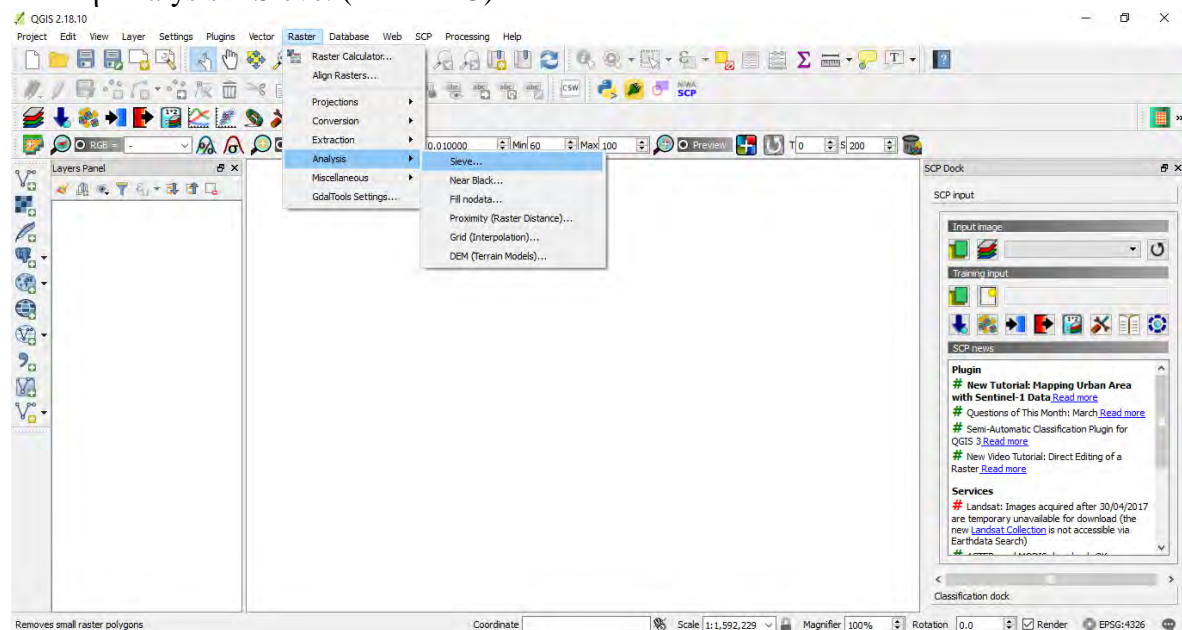 QGIS 2.18.10
Project Edit View Layer Settings Plugins Vector Raster Database Web SCP Processing Help
Raster Calculator...
Align Rasters...
Projections
Conversion
Extraction
Analysis
Miscellaneous
GdalTools Settings...
Sieve...
Near Black...
Fill nodata...
Proximity (Raster Distance)...
Grid (Interpolation)...
DEM (Terrain Models)...
CSW
NIWA
SCP
RGB = -
0.010000 Min 60 Max 100 Preview T 0 S 200
Layers Panel
SCP Dock
SCP input
Input image
Training input
SCP news
Plugin
# New Tutorial: Mapping Urban Area
with Sentinel-1 Data Read more
# Questions of This Month: March Read more
# Semi-Automatic Classification Plugin for
QGIS 3 Read more
# New Video Tutorial: Direct Editing of a
Raster Read more
Services
# Landsat: Images acquired after 30/04/2017
are temporary unavailable for download (the
new Landsat Collection is not accessible via
Earthdata Search)
Classification dock
Removes small raster polygons Coordinate Scale 1:1,592,229 Magnifier 100% Rotation 0.0 Render EPSG:4326